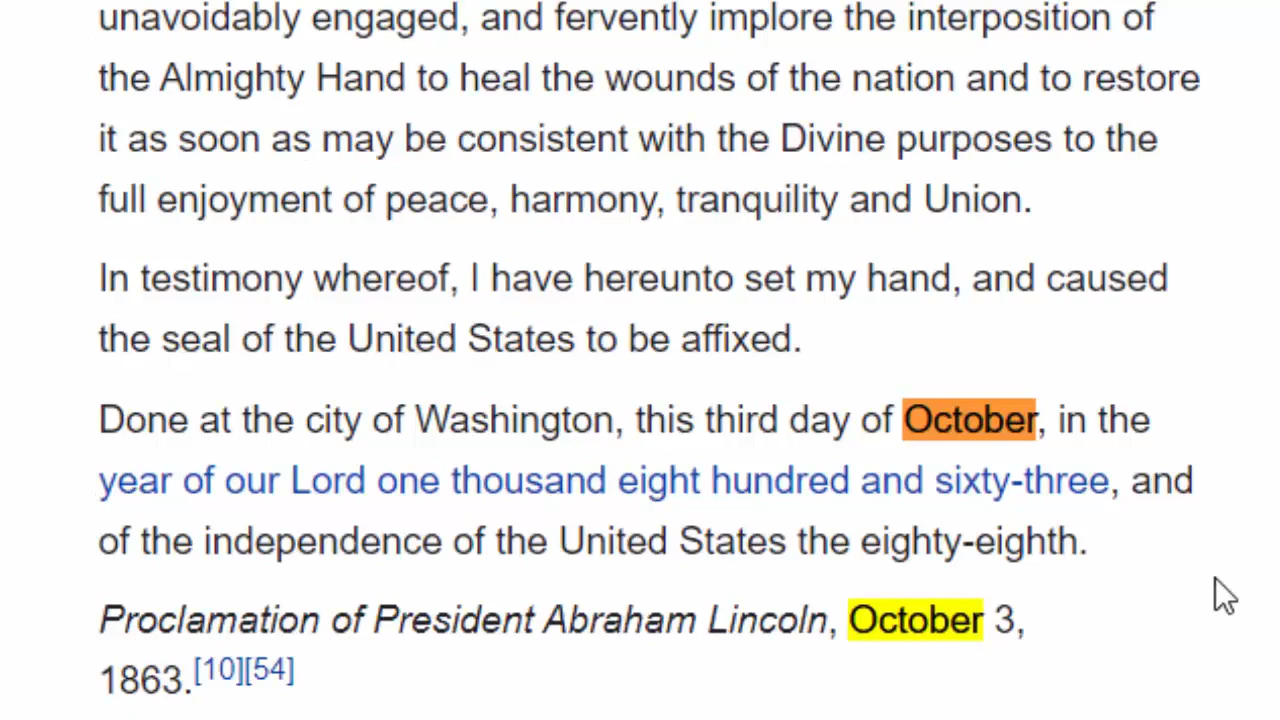 unavoidably engaged, and fervently implore the interposition of
the Almighty Hand to heal the wounds of the nation and to restore
it as soon as may be consistent with the Divine purposes to the
full enjoyment of peace, harmony, tranquility and Union.
In testimony whereof, I have hereunto set my hand, and caused
the seal of the United States to be affixed.
Done at the city of Washington, this third day of October, in the
year of our Lord one thousand eight hundred and sixty-three, and
of the independence of the United States the eighty-eighth.
Proclamation of President Abraham Lincoln, October 3,
1863.[10][54]